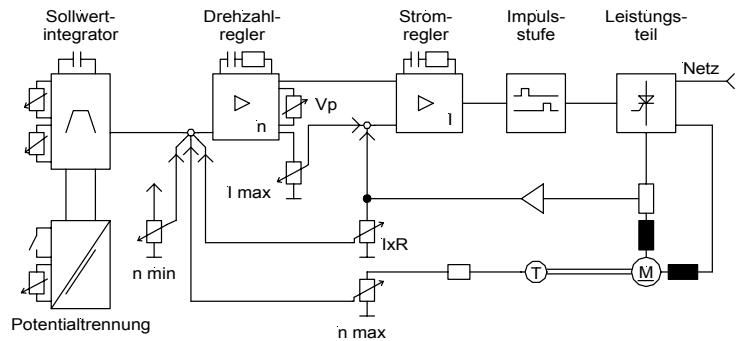 Sollwert-
integrator
Drehzahl-
regler
Strom-
regler
Impuls-
stufe
Leistungs-
teil
Netz
Vp
n
I
I max
IxR
n min
T
M
n max
Potentialtrennung